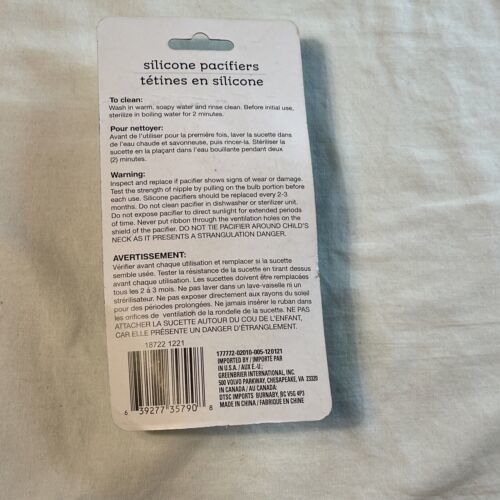 silicone pacifiers
tétines en silicone
To clean:
Wash in warm, soapy water and rinse clean. Before initial use,
sterilize in boiling water for 2 minutes.
Pour nettoyer:
Avant de l'utiliser pour la première fois, laver la sucette dans
de l'eau chaude et savonneuse, puis rincer-la. Stériliser la
sucette en la plaçant dans l'eau bouillante pendant deux
(2) minutes.
Warning:
Inspect and replace if pacifier shows signs of wear or damage.
Test the strength of nipple by pulling on the bulb portion before
each use. Silicone pacifiers should be replaced every 2-3
months. Do not clean pacifier in dishwasher or sterilizer unit.
Do not expose pacifier to direct sunlight for extended periods
of time. Never put ribbon through the ventilation holes on the
shield of the pacifier. DO NOT TIE PACIFIER AROUND CHILD'S
NECK AS IT PRESENTS A STRANGULATION DANGER.
AVERTISSEMENT:
Vérifier avant chaque utilisation et remplacer si la sucette
semble usée. Tester la résistance de la sucette en tirant dessus
avant chaque utilisation. Les sucettes doivent être remplacées
tous les 2 à 3 mois. Ne pas laver dans un lave-vaiselle ni un
stérilisateur. Ne pas exposer directement aux rayons du soleil
pour des périodes prolongées. Ne jamais insérer le ruban dans
les orifices de ventilation de la rondelle de la sucette. NE PAS
ATTACHER LA SUCETTE AUTOUR DU COU DE L'ENFANT,
CAR ELLE PRÉSENTE UN DANGER D'ÉTRANGLEMENT.
18722 1221
6 39277 35790 8
177772-02010-005-120121
IMPORTED BY / IMPORTÉ PAR
IN U.S.A. / AUX É.-U.:
GREENBRIER INTERNATIONAL, INC.
500 VOLVO PARKWAY, CHESAPEAKE, VA 23320
IN CANADA / AU CANADA:
DTSC IMPORTS BURNABY, BC V5G 4P3
MADE IN CHINA / FABRIQUÉ EN CHINE